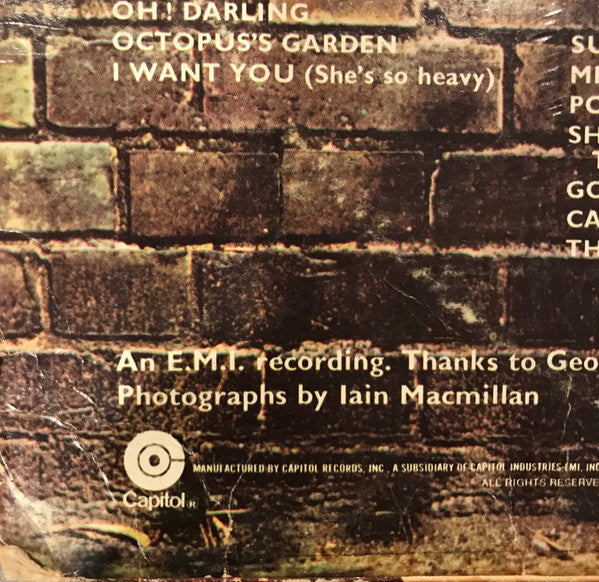 OH! DARLING
OCTOPUS'S GARDEN
I WANT YOU (She's so heavy)
SU
ME
PO
SH
T
GO
CA
TH
An E.M.I. recording. Thanks to Geo
Photographs by Iain Macmillan
MANUFACTURED BY CAPITOL RECORDS, INC., A SUBSIDIARY OF CAPITOL INDUSTRIES-EMI, INC
ALL RIGHTS RESERVE
Capitol®